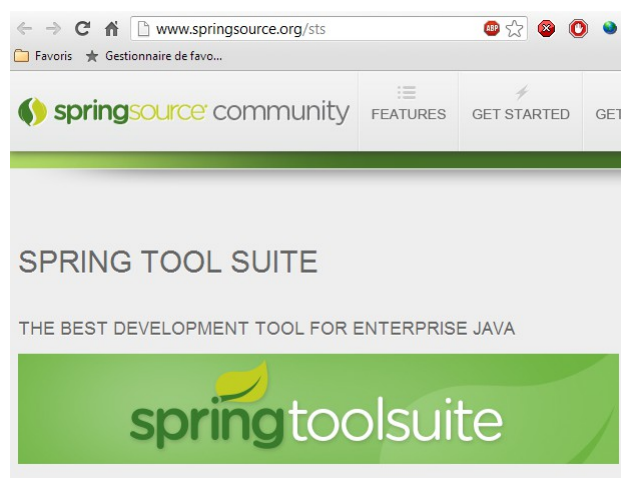 www.springsource.org/sts
ABP
Favoris Gestionnaire de favo...
springsource community FEATURES GET STARTED GET
SPRING TOOL SUITE
THE BEST DEVELOPMENT TOOL FOR ENTERPRISE JAVA
springtoolsuite